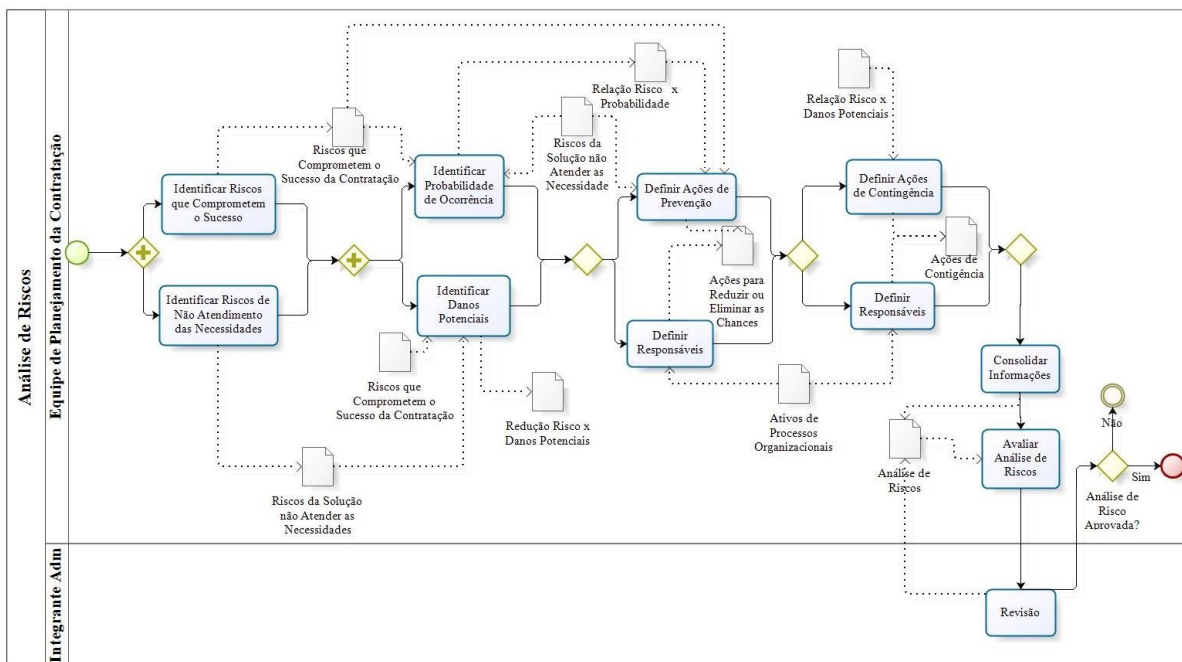 Análise de Riscos
Equipe de Planejamento da Contratação
Integrante Adm
Identificar Riscos
que Comprometem
o Sucesso
Identificar Riscos de
Não Atendimento
das Necessidades
Riscos que
Comprometem o
Sucesso da Contratação
Riscos da Solução
não Atender as
Necessidades
Identificar
Probabilidade
de Ocorrência
Identificar
Danos
Potenciais
Riscos que
Comprometem o
Sucesso da Contratação
Redução Risco x
Danos Potenciais
Relação Risco x
Probabilidade
Riscos da
Solução não
Atender as
Necessidade
Definir Ações de
Prevenção
Definir
Responsáveis
Ações para
Reduzir ou
Eliminar as
Chances
Ativos de
Processos
Organizacionais
Relação Risco x
Danos Potenciais
Definir Ações
de Contingência
Definir
Responsáveis
Ações de
Contigência
Consolidar
Informações
Análise de
Riscos
Avaliar
Análise de
Riscos
Não
Sim
Análise de
Risco
Aprovada?
Revisão